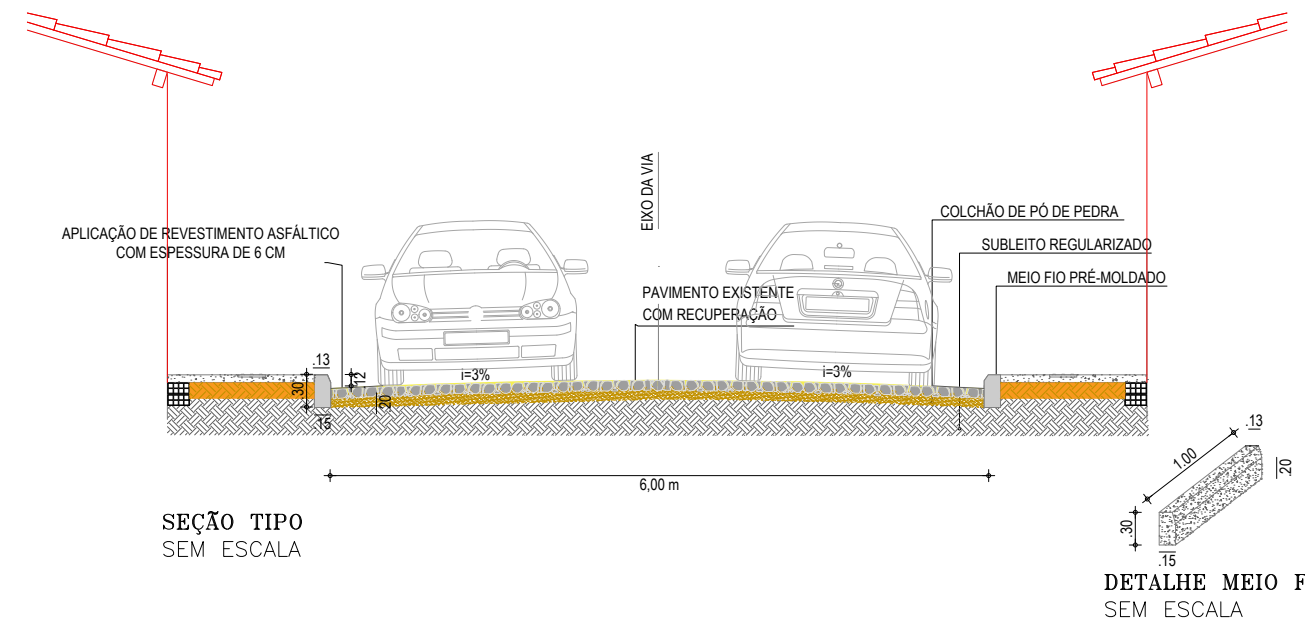 EIXO DA VIA
COLCHÃO DE PÓ DE PEDRA
APLICAÇÃO DE REVESTIMENTO ASFÁLTICO
COM ESPESSURA DE 6 CM
SUBLEITO REGULARIZADO
MEIO FIO PRÉ-MOLDADO
PAVIMENTO EXISTENTE
COM RECUPERAÇÃO
.13
.30
12
i=3%
i=3%
20
.15
6,00 m
.13
1.00
.20
.30
.15
SEÇÃO TIPO
SEM ESCALA
DETALHE MEIO F
SEM ESCALA